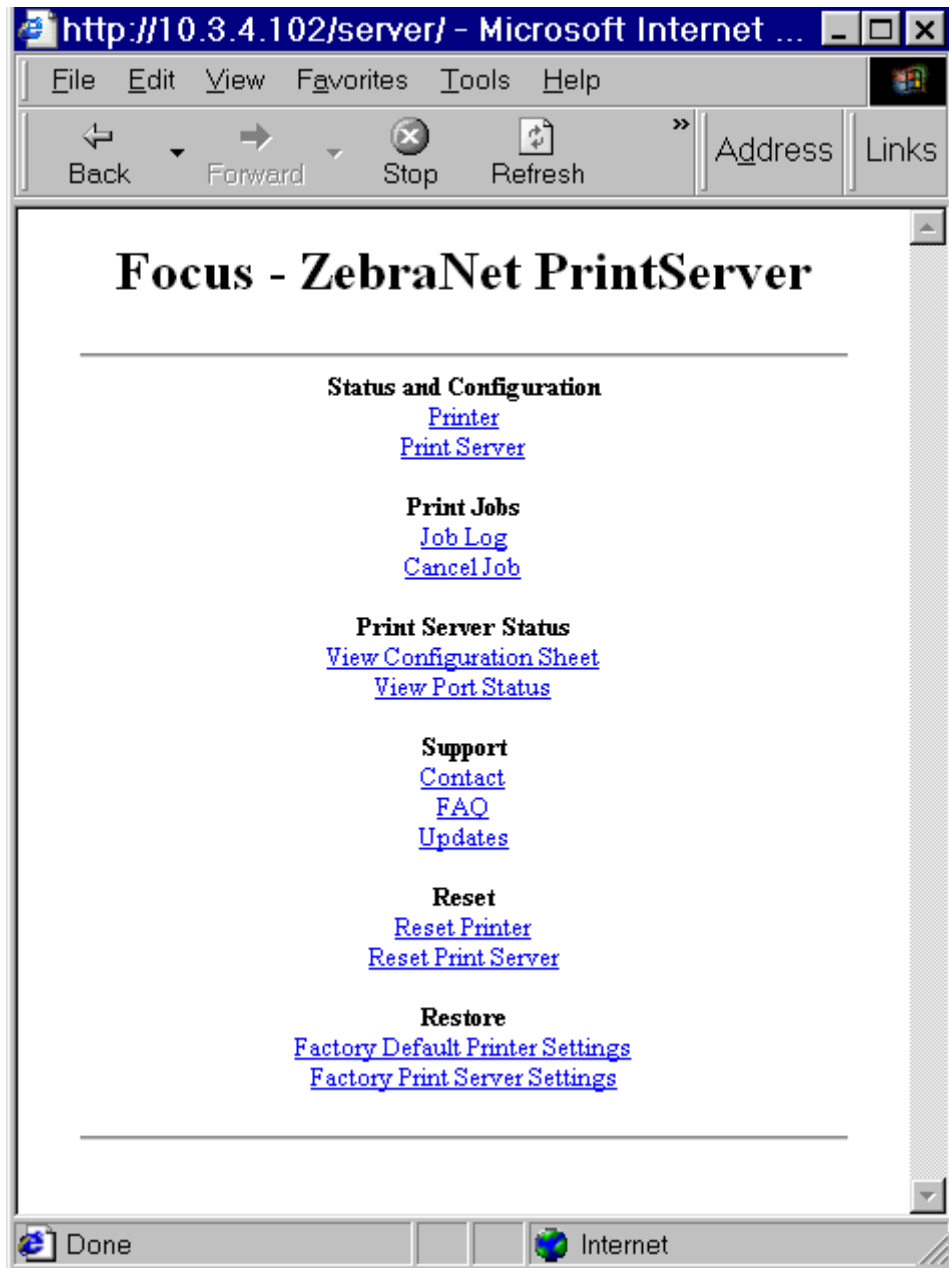 http://10.3.4.102/server/ - Microsoft Internet ...
File Edit View Favorites Tools Help
Back Forward Stop Refresh » Address Links
Focus - ZebraNet PrintServer
Status and Configuration
Printer
Print Server
Print Jobs
Job Log
Cancel Job
Print Server Status
View Configuration Sheet
View Port Status
Support
Contact
FAQ
Updates
Reset
Reset Printer
Reset Print Server
Restore
Factory Default Printer Settings
Factory Print Server Settings
Done Internet